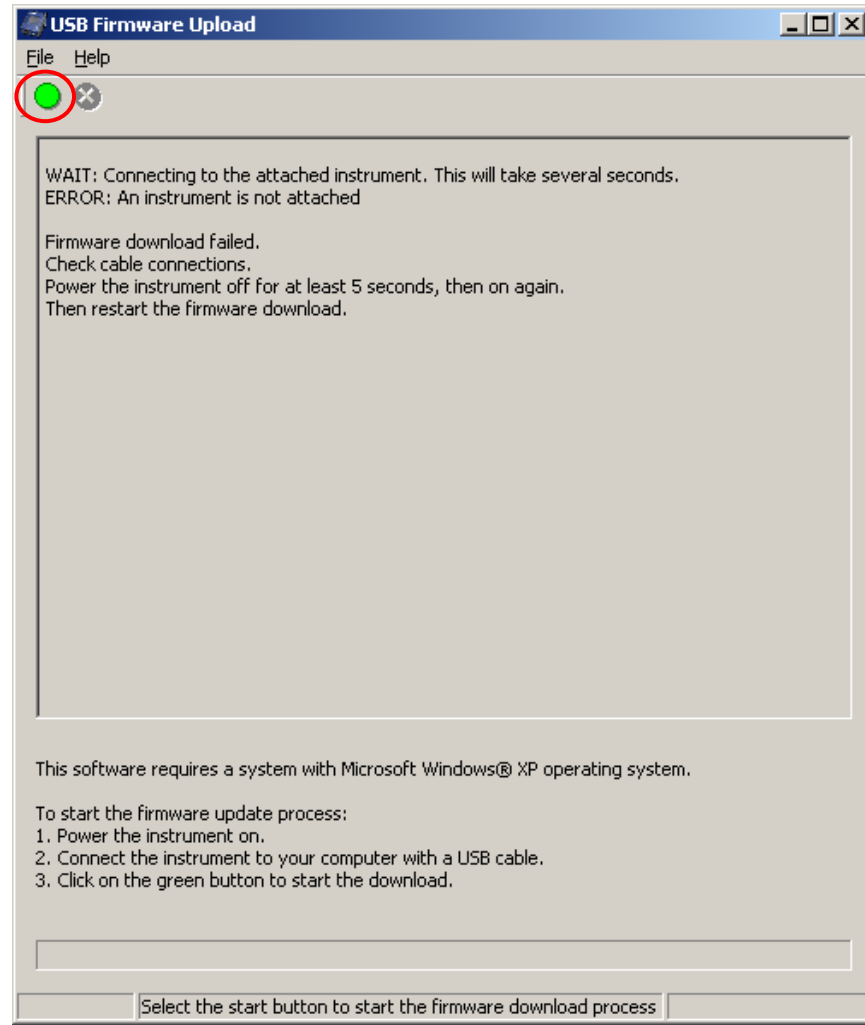 USB Firmware Upload
File Help
WAIT: Connecting to the attached instrument. This will take several seconds.
ERROR: An instrument is not attached
Firmware download failed.
Check cable connections.
Power the instrument off for at least 5 seconds, then on again.
Then restart the firmware download.
This software requires a system with Microsoft Windows® XP operating system.
To start the firmware update process:
1. Power the instrument on.
2. Connect the instrument to your computer with a USB cable.
3. Click on the green button to start the download.
Select the start button to start the firmware download process